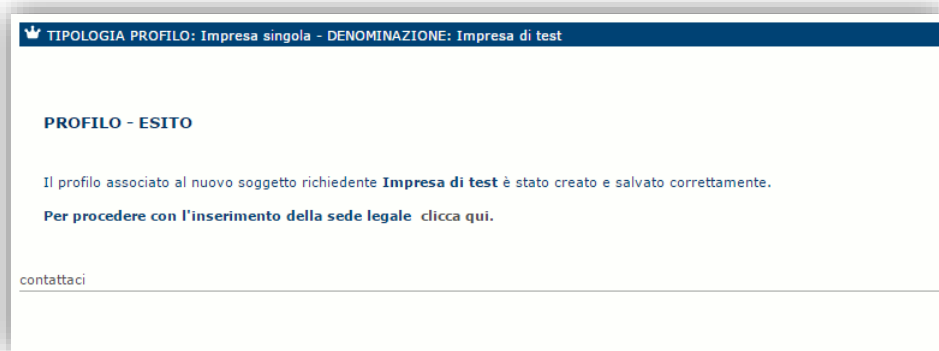 TIPOLOGIA PROFILO: Impresa singola - DENOMINAZIONE: Impresa di test
PROFILO - ESITO
Il profilo associato al nuovo soggetto richiedente Impresa di test è stato creato e salvato correttamente.
Per procedere con l'inserimento della sede legale clicca qui.
contattaci